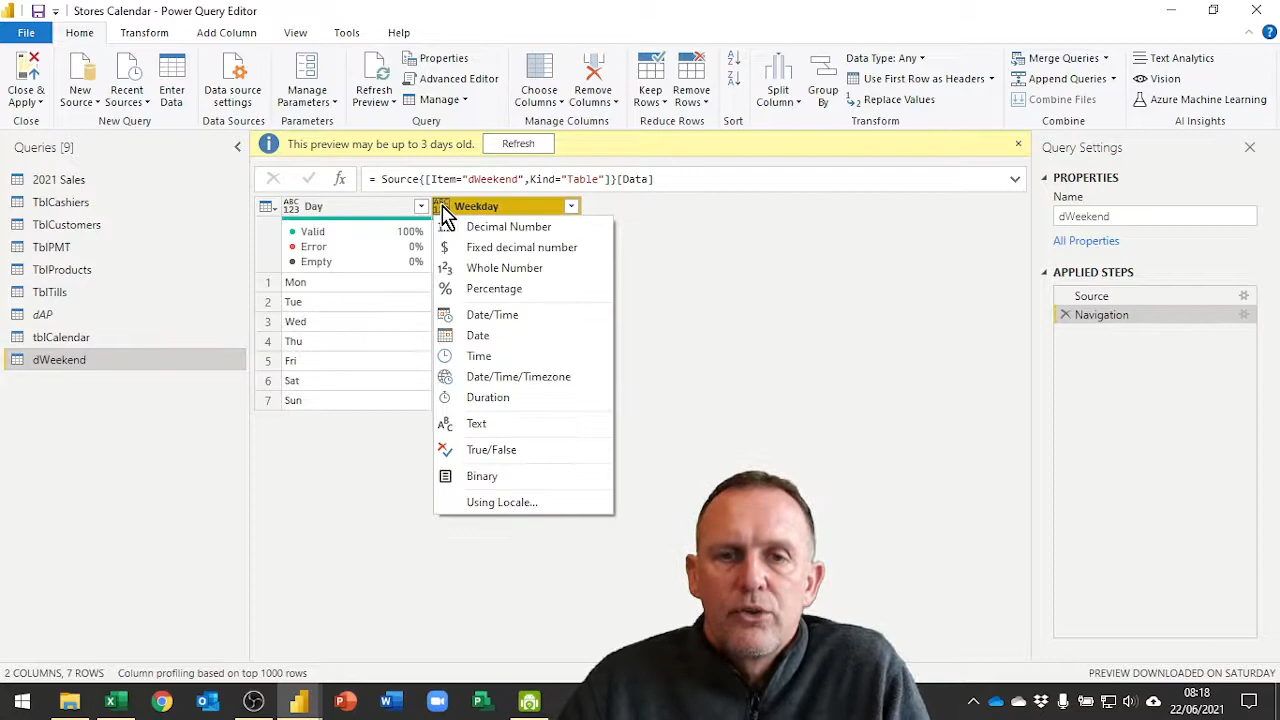 Stores Calendar - Power Query Editor
File Home Transform Add Column View Tools Help
Close & Apply
Close
New Source
Recent Sources
Enter Data
New Query
Data source settings
Data Sources
Manage Parameters
Parameters
Refresh Preview
Properties
Advanced Editor
Manage
Query
Choose Columns
Remove Columns
Manage Columns
Keep Rows
Remove Rows
Reduce Rows
Sort
Split Column
Group By
Data Type: Any
Use First Row as Headers
Replace Values
Transform
Merge Queries
Append Queries
Combine Files
Combine
Text Analytics
Vision
Azure Machine Learning
AI Insights
Queries [9]
2021 Sales
TblCashiers
TblCustomers
TblPMT
TblProducts
TblTills
dAP
tblCalendar
dWeekend
This preview may be up to 3 days old. Refresh
= Source{[Item="dWeekend",Kind="Table"]}[Data]
ABC 123 Day
Weekday
Valid 100%
Error 0%
Empty 0%
1 Mon
2 Tue
3 Wed
4 Thu
5 Fri
6 Sat
7 Sun
Decimal Number
$ Fixed decimal number
123 Whole Number
% Percentage
Date/Time
Date
Time
Date/Time/Timezone
Duration
ABC Text
True/False
Binary
Using Locale...
Query Settings
PROPERTIES
Name
dWeekend
All Properties
APPLIED STEPS
Source
Navigation
2 COLUMNS, 7 ROWS Column profiling based on top 1000 rows
PREVIEW DOWNLOADED ON SATURDAY
08:18
22/06/2021